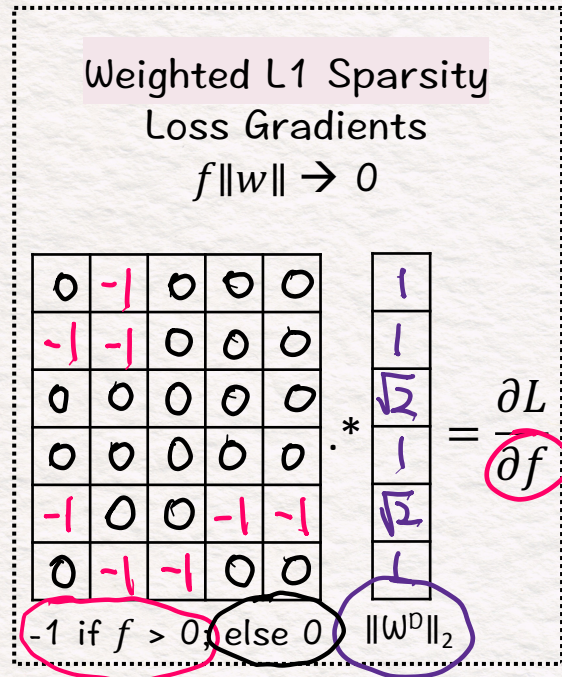 Weighted L1 Sparsity
Loss Gradients
f‖w‖ → 0
0 -1 0 0 0 1
-1 -1 0 0 0 1
0 0 0 0 0 √2
0 0 0 0 0 1
-1 0 0 -1 -1 √2
0 -1 -1 0 0 1
.* = ∂L/∂f
-1 if f > 0; else 0 ‖Wᴰ‖₂